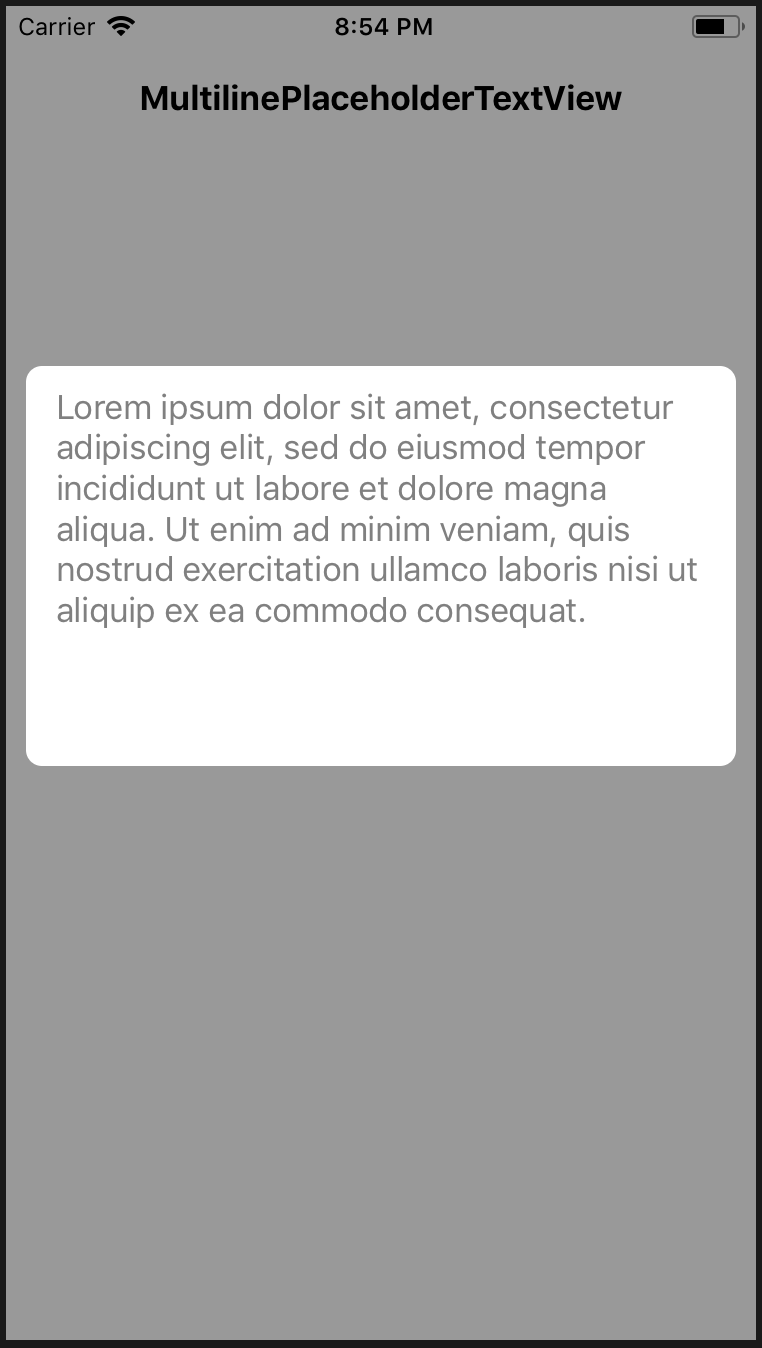 Carrier 8:54 PM
MultilinePlaceholderTextView
Lorem ipsum dolor sit amet, consectetur
adipiscing elit, sed do eiusmod tempor
incididunt ut labore et dolore magna
aliqua. Ut enim ad minim veniam, quis
nostrud exercitation ullamco laboris nisi ut
aliquip ex ea commodo consequat.